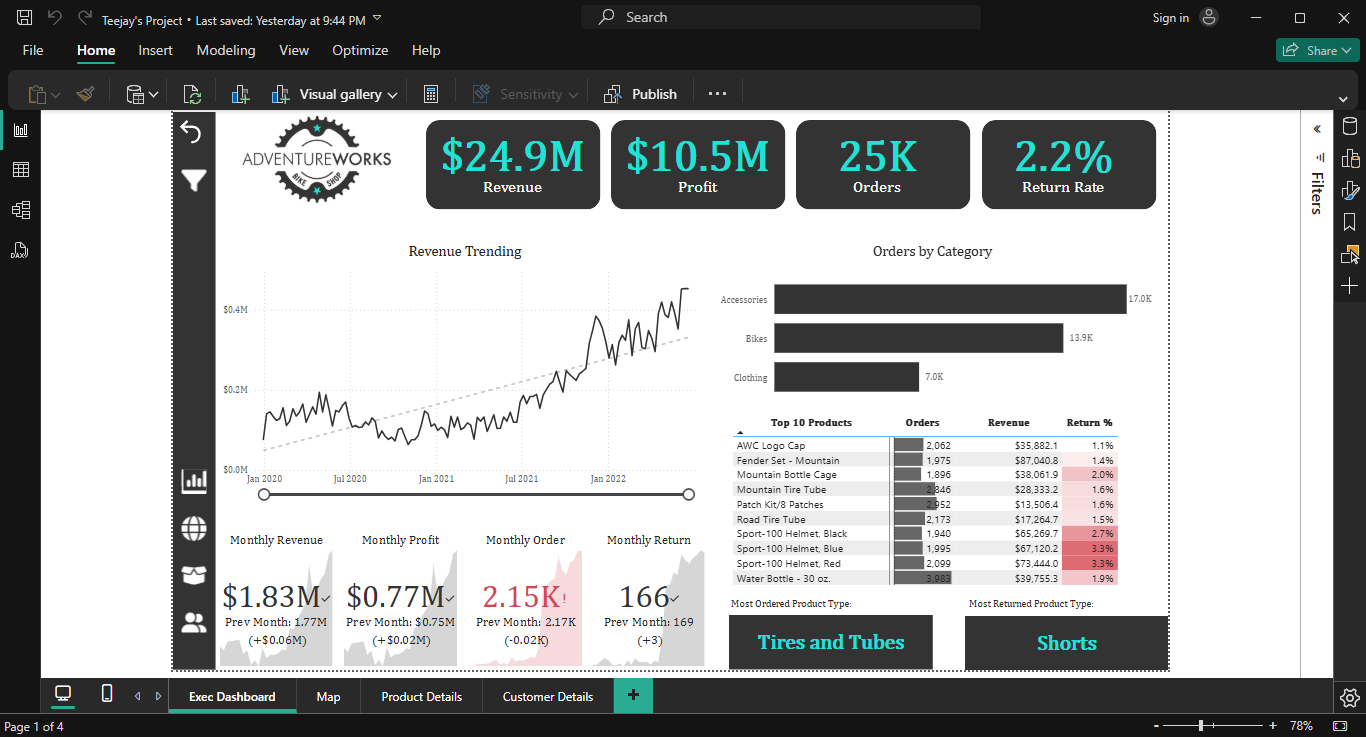 Teejay's Project • Last saved: Yesterday at 9:44 PM
Search
Sign in
File Home Insert Modeling View Optimize Help
Share
Visual gallery
Sensitivity
Publish
ADVENTUREWORKS
BIKE SHOP
$24.9M
Revenue
$10.5M
Profit
25K
Orders
2.2%
Return Rate
Filters
DAX
Revenue Trending
$0.4M
$0.2M
$0.0M
Jan 2020 Jul 2020 Jan 2021 Jul 2021 Jan 2022
Orders by Category
Accessories 17.0K
Bikes 13.9K
Clothing 7.0K
Top 10 Products Orders Revenue Return %
AWC Logo Cap 2,062 $35,882.1 1.1%
Fender Set - Mountain 1,975 $87,040.8 1.4%
Mountain Bottle Cage 1,896 $38,061.9 2.0%
Mountain Tire Tube 2,846 $28,333.2 1.6%
Patch Kit/8 Patches 2,952 $13,506.4 1.6%
Road Tire Tube 2,173 $17,264.7 1.5%
Sport-100 Helmet, Black 1,940 $65,269.7 2.7%
Sport-100 Helmet, Blue 1,995 $67,120.2 3.3%
Sport-100 Helmet, Red 2,099 $73,444.0 3.3%
Water Bottle - 30 oz. 3,983 $39,755.3 1.9%
Monthly Revenue
$1.83M
Prev Month: 1.77M
(+$0.06M)
Monthly Profit
$0.77M
Prev Month: $0.75M
(+$0.02M)
Monthly Order
2.15K!
Prev Month: 2.17K
(-0.02K)
Monthly Return
166
Prev Month: 169
(+3)
Most Ordered Product Type:
Tires and Tubes
Most Returned Product Type:
Shorts
Exec Dashboard Map Product Details Customer Details +
Page 1 of 4
- + 78%